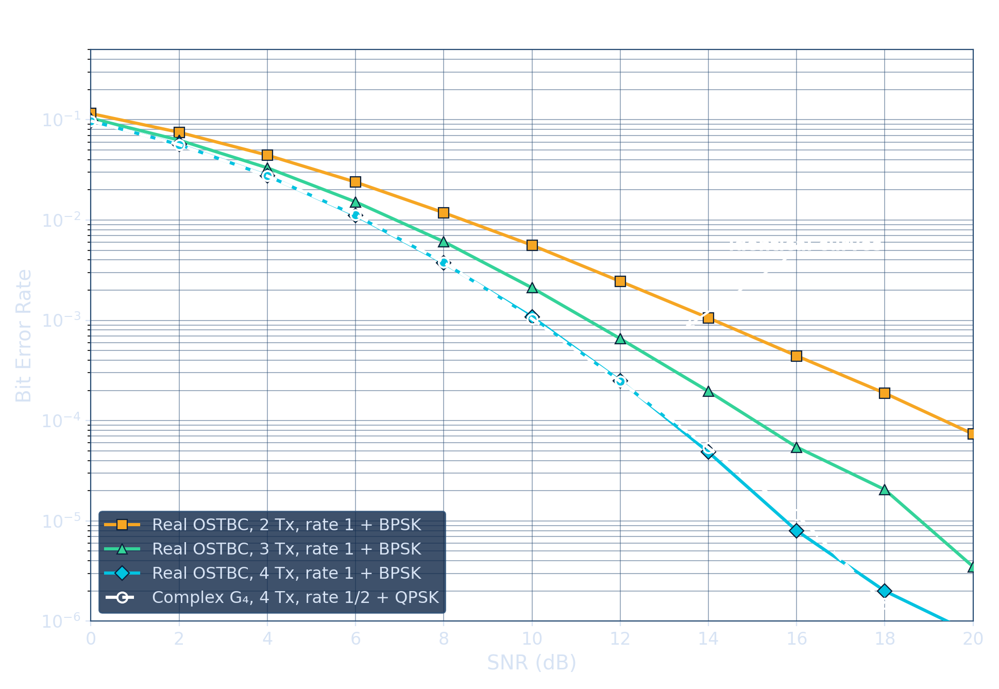 10⁻¹
10⁻²
10⁻³
10⁻⁴
10⁻⁵
10⁻⁶
Bit Error Rate
Real OSTBC, 2 Tx, rate 1 + BPSK
Real OSTBC, 3 Tx, rate 1 + BPSK
Real OSTBC, 4 Tx, rate 1 + BPSK
Complex G₄, 4 Tx, rate 1/2 + QPSK
0 2 4 6 8 10 12 14 16 18 20
SNR (dB)